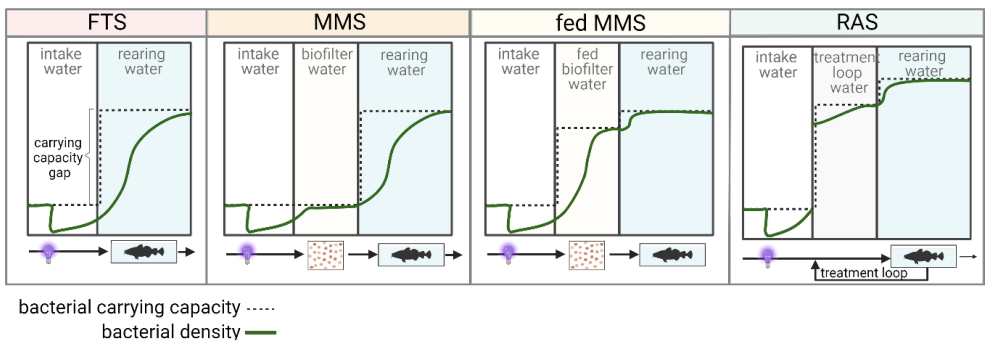 FTS
MMS
fed MMS
RAS
intake
water
rearing
water
carrying
capacity
gap
intake
water
biofilter
water
rearing
water
intake
water
fed
biofilter
water
rearing
water
intake
water
treatment
loop
water
rearing
water
treatment loop
bacterial carrying capacity
bacterial density